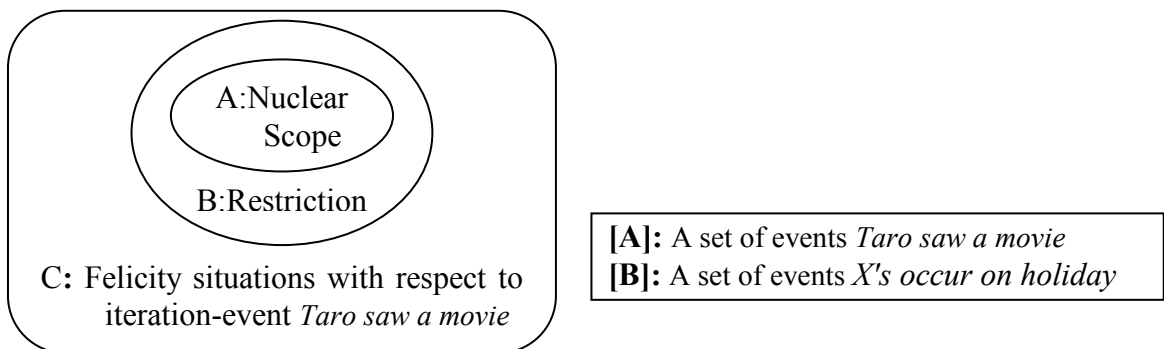 A:Nuclear
Scope
B:Restriction
C: Felicity situations with respect to
iteration-event Taro saw a movie
[A]: A set of events Taro saw a movie
[B]: A set of events X's occur on holiday